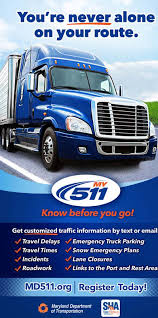 You're never alone
on your route.
MY
511
Know before you go!
Get customized traffic information by text or email
✓ Travel Delays
✓ Travel Times
✓ Incidents
✓ Roadwork
✓ Emergency Truck Parking
✓ Snow Emergency Plans
✓ Lane Closures
✓ Links to the Port and Rest Area
MD511.org | Register Today!
Maryland Department
of Transportation
SHA